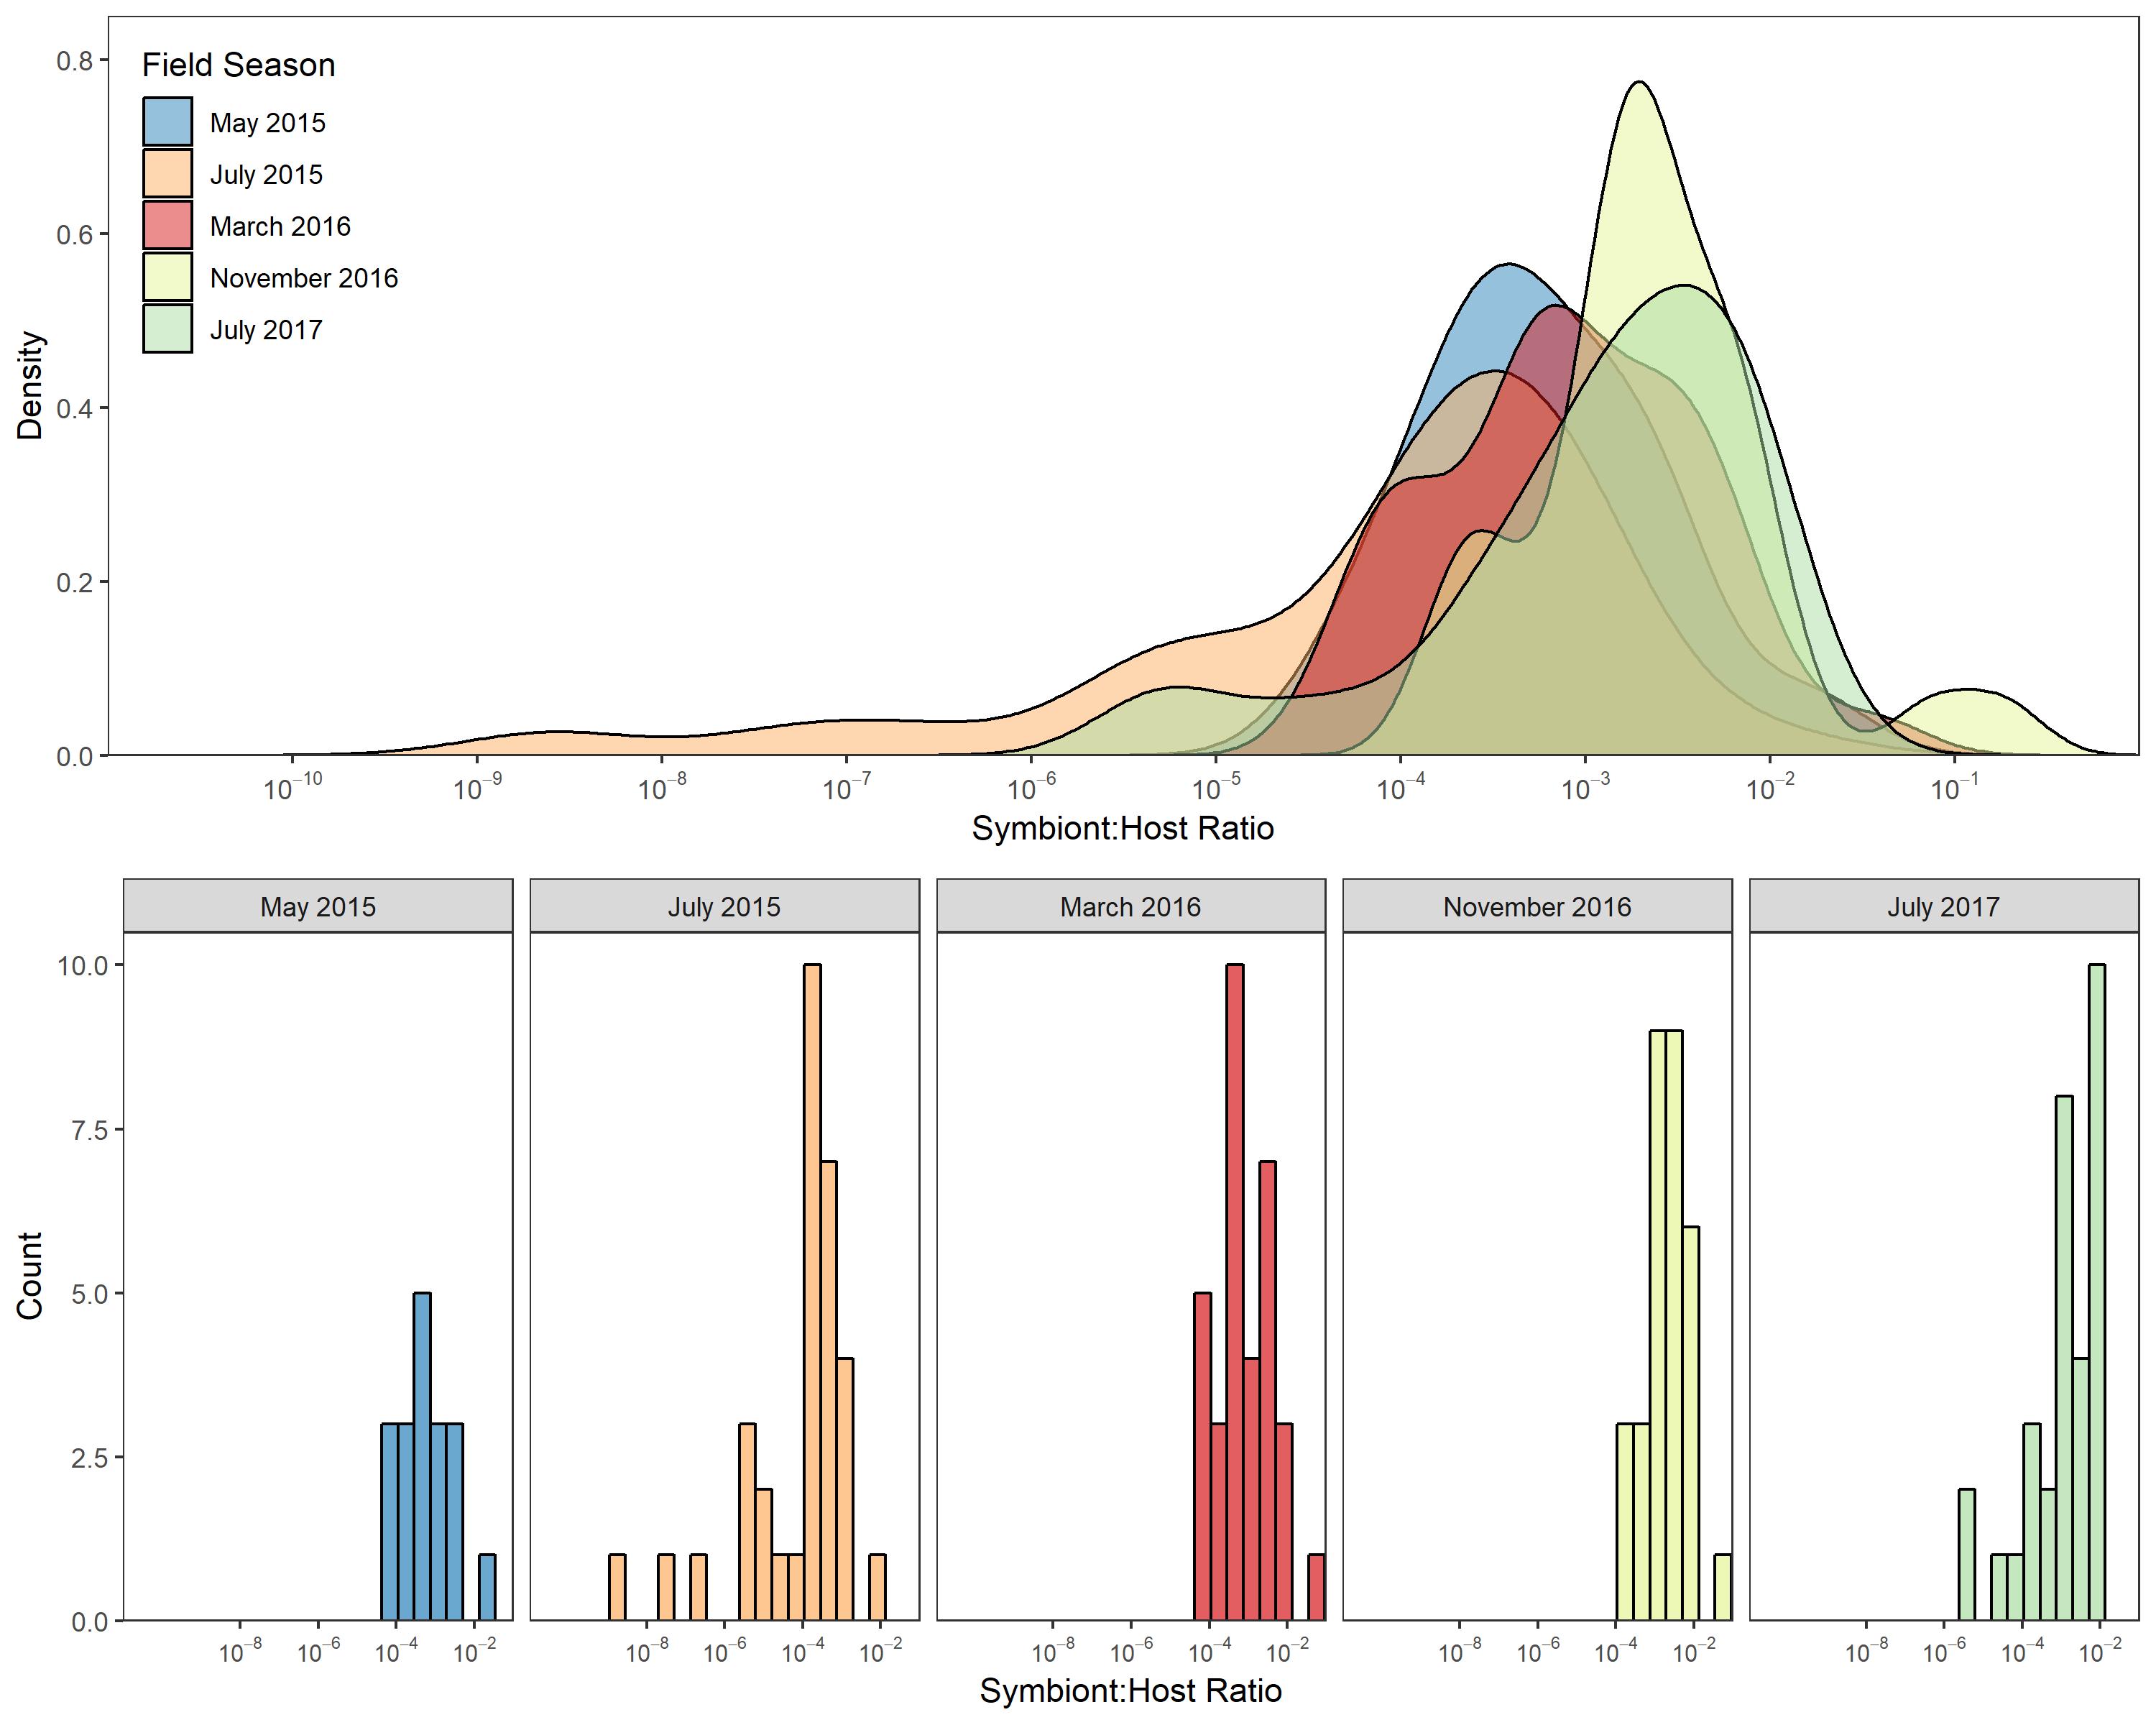 Field Season
May 2015
July 2015
March 2016
November 2016
July 2017
Density
0.8
0.6
0.4
0.2
0.0
10⁻¹⁰ 10⁻⁹ 10⁻⁸ 10⁻⁷ 10⁻⁶ 10⁻⁵ 10⁻⁴ 10⁻³ 10⁻² 10⁻¹
Symbiont:Host Ratio
May 2015 July 2015 March 2016 November 2016 July 2017
Count
10.0
7.5
5.0
2.5
0.0
10⁻⁸ 10⁻⁶ 10⁻⁴ 10⁻² 10⁻⁸ 10⁻⁶ 10⁻⁴ 10⁻² 10⁻⁸ 10⁻⁶ 10⁻⁴ 10⁻² 10⁻⁸ 10⁻⁶ 10⁻⁴ 10⁻² 10⁻⁸ 10⁻⁶ 10⁻⁴ 10⁻²
Symbiont:Host Ratio